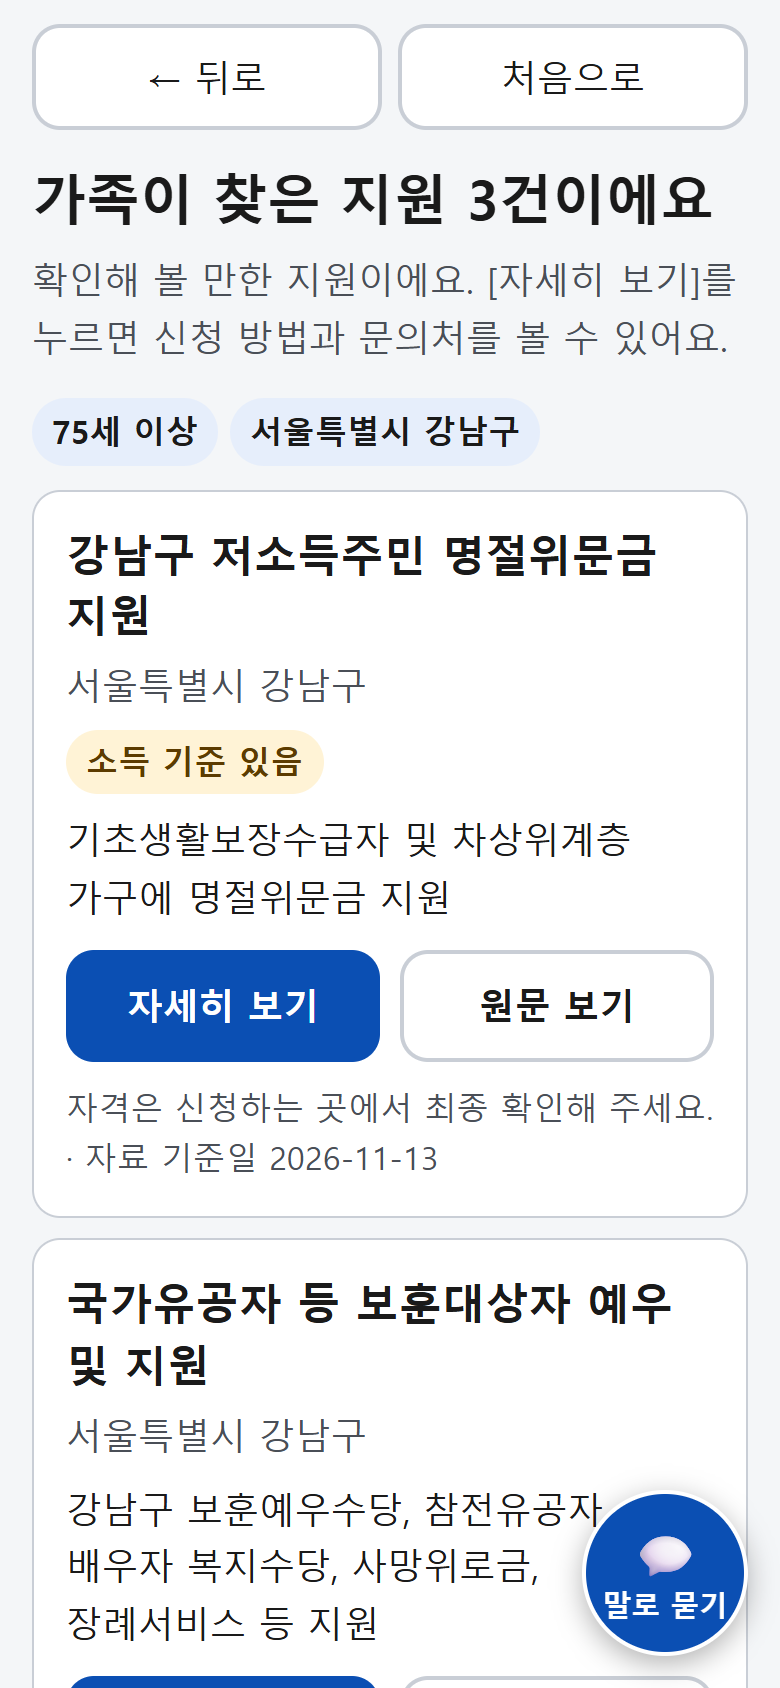 ← 뒤로
처음으로
가족이 찾은 지원 3건이에요
확인해 볼 만한 지원이에요. [자세히 보기]를
누르면 신청 방법과 문의처를 볼 수 있어요.
75세 이상
서울특별시 강남구
강남구 저소득주민 명절위문금
지원
서울특별시 강남구
소득 기준 있음
기초생활보장수급자 및 차상위계층
가구에 명절위문금 지원
자세히 보기
원문 보기
자격은 신청하는 곳에서 최종 확인해 주세요.
· 자료 기준일 2026-11-13
국가유공자 등 보훈대상자 예우
및 지원
서울특별시 강남구
강남구 보훈예우수당, 참전유공자
배우자 복지수당, 사망위로금,
장례서비스 등 지원
말로 묻기